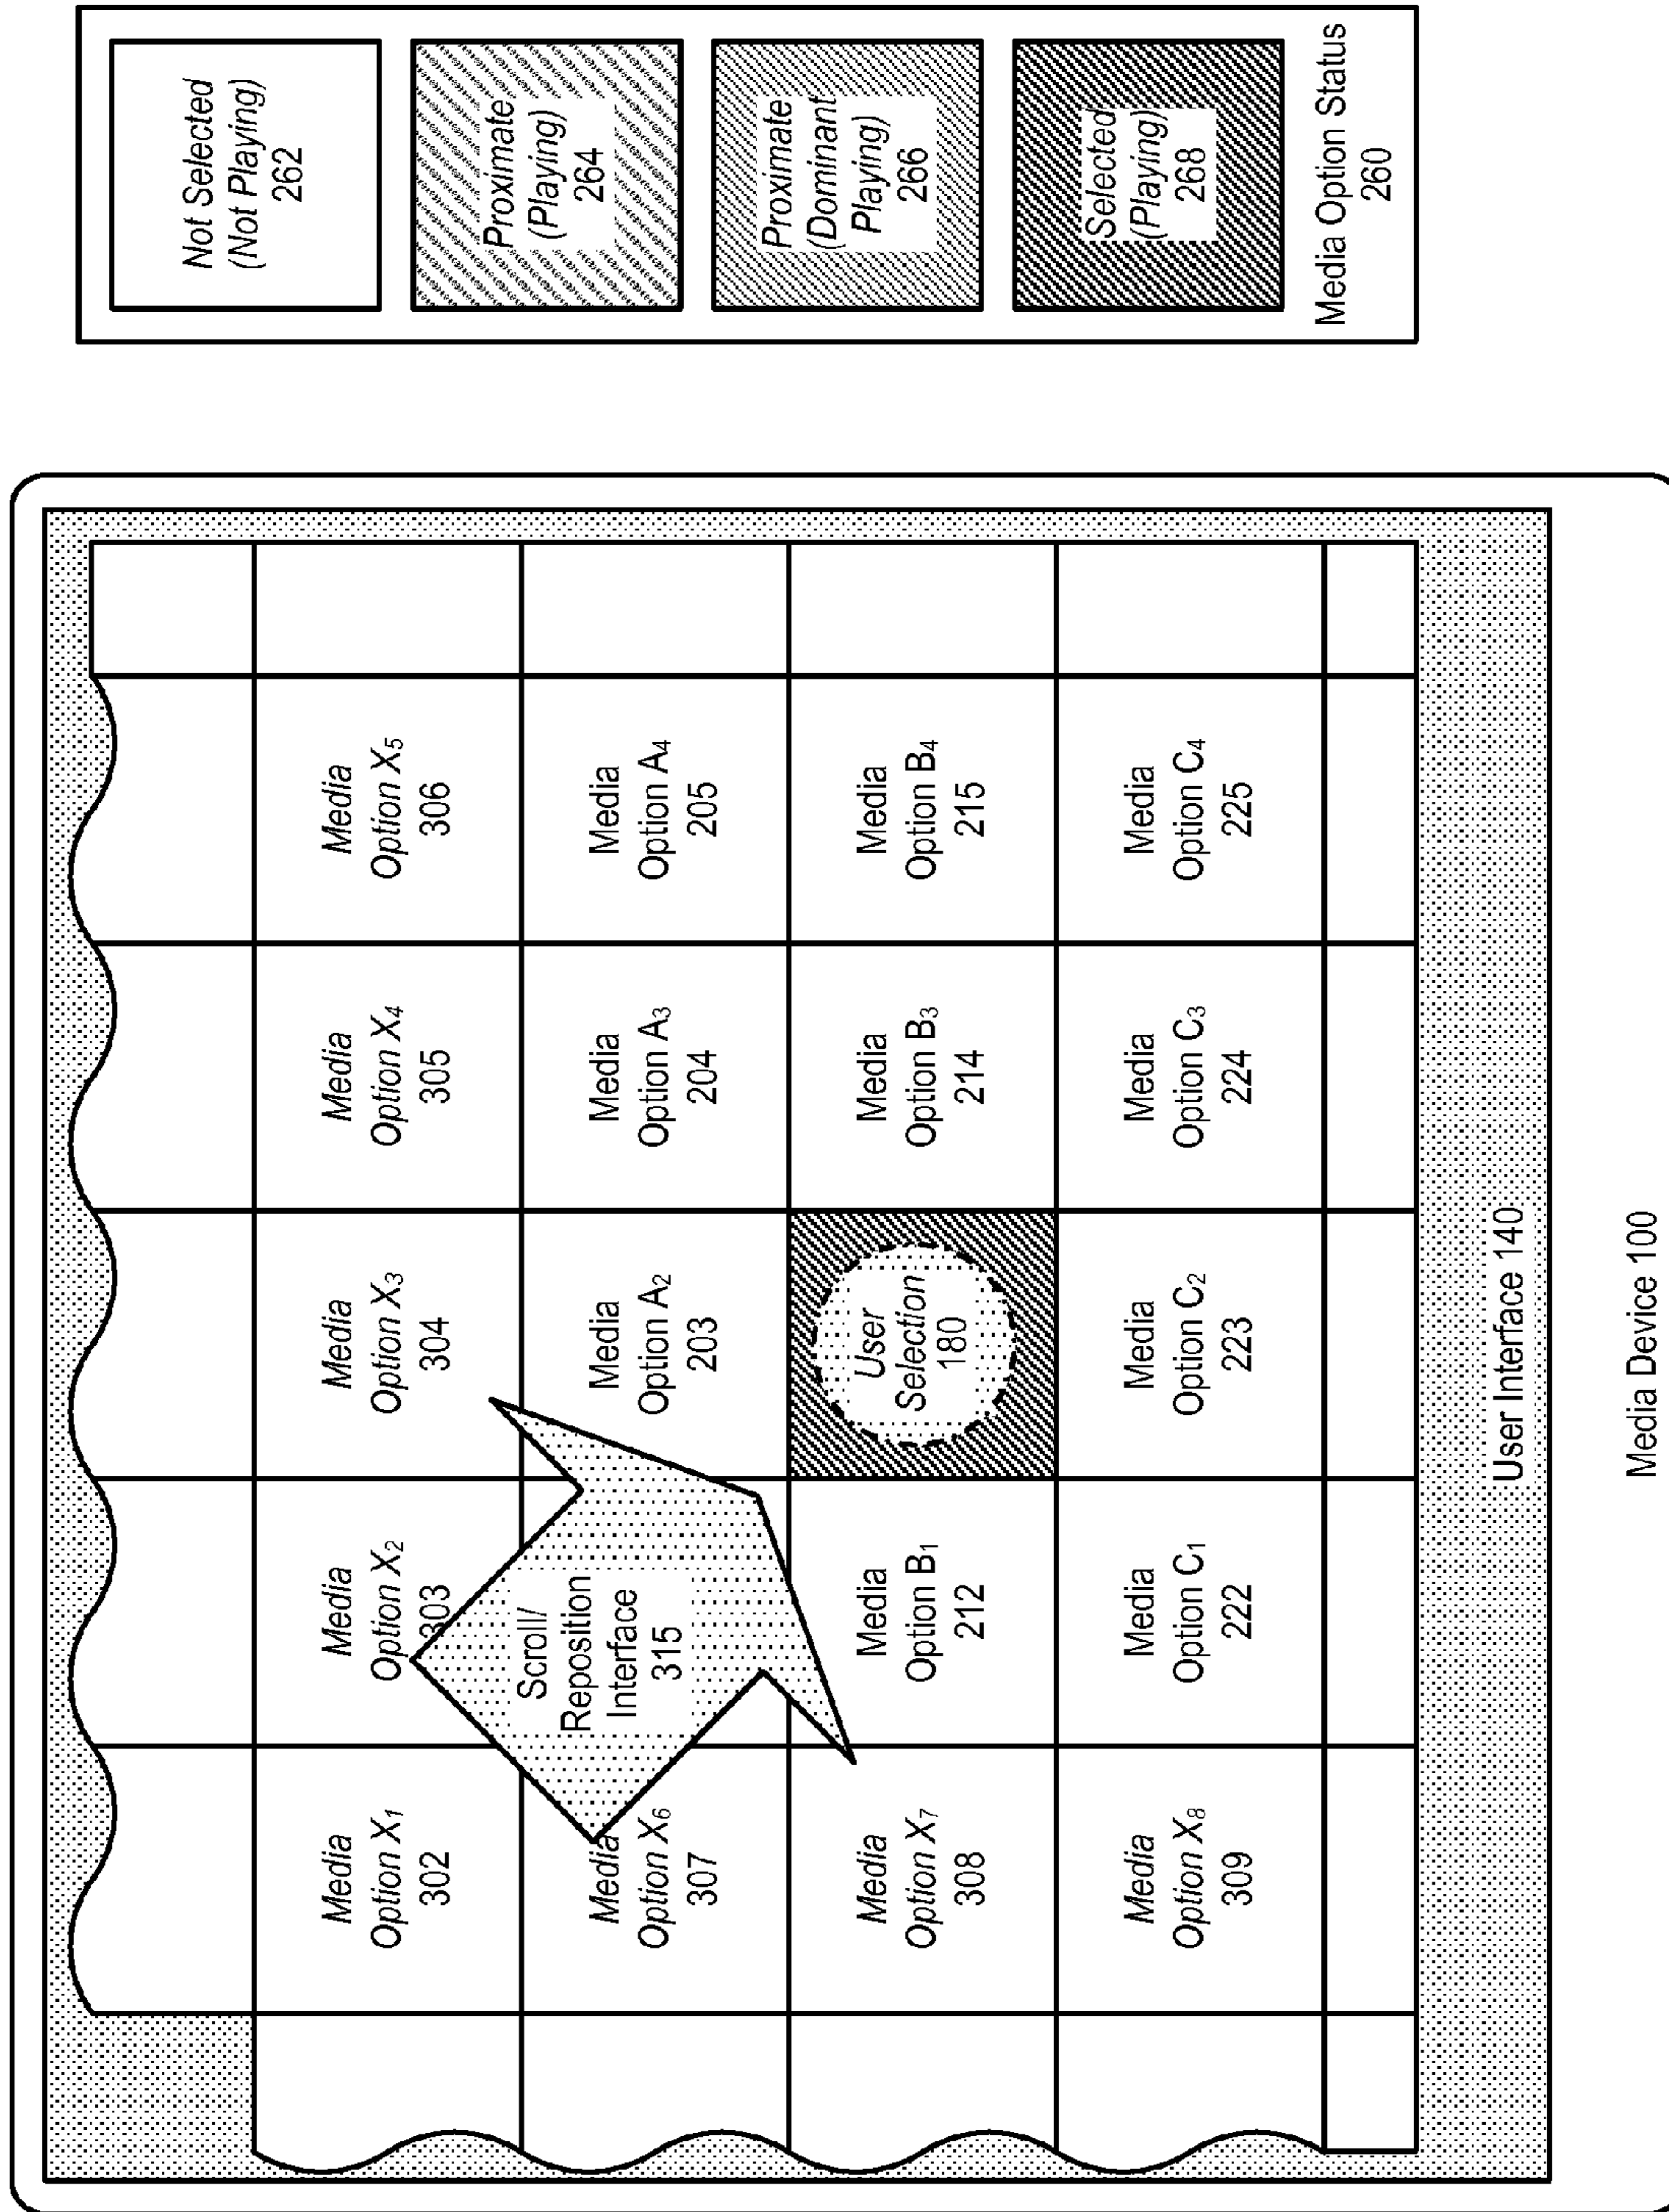 Media
Option X1
302
Media
Option X2
303
Media
Option X3
304
Media
Option X4
305
Media
Option X5
306
Media
Option X6
307
Scroll/
Reposition
Interface
315
Media
Option A2
203
Media
Option A3
204
Media
Option A4
205
Media
Option X7
308
Media
Option B1
212
User
Selection
180
Media
Option B3
214
Media
Option B4
215
Media
Option X8
309
Media
Option C1
222
Media
Option C2
223
Media
Option C3
224
Media
Option C4
225
User Interface 140
Media Device 100
Not Selected
(Not Playing)
262
Proximate
(Playing)
264
Proximate
(Dominant
Playing)
266
Selected
(Playing)
268
Media Option Status
260